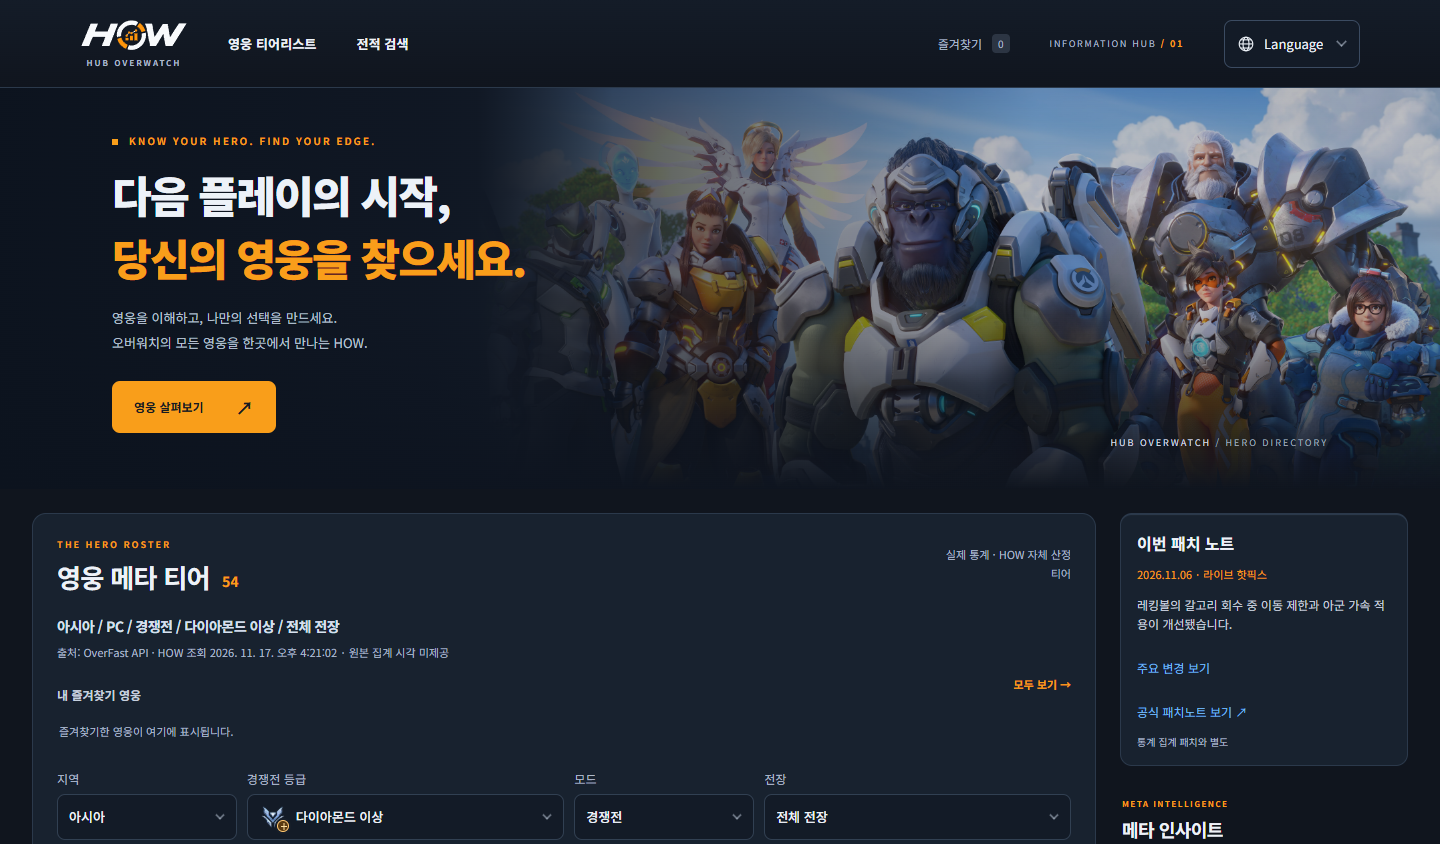 HOW
HUB OVERWATCH
영웅 티어리스트
전적 검색
즐겨찾기 0
INFORMATION HUB / 01
Language
KNOW YOUR HERO. FIND YOUR EDGE.
다음 플레이의 시작,
당신의 영웅을 찾으세요.
영웅을 이해하고, 나만의 선택을 만드세요.
오버워치의 모든 영웅을 한곳에서 만나는 HOW.
영웅 살펴보기 ↗
08
HUB OVERWATCH / HERO DIRECTORY
THE HERO ROSTER
영웅 메타 티어 54
실제 통계 · HOW 자체 산정
티어
아시아 / PC / 경쟁전 / 다이아몬드 이상 / 전체 전장
출처: OverFast API · HOW 조회 2026. 11. 17. 오후 4:21:02 · 원본 집계 시각 미제공
내 즐겨찾기 영웅
모두 보기 →
즐겨찾기한 영웅이 여기에 표시됩니다.
지역
경쟁전 등급
모드
전장
아시아
다이아몬드 이상
경쟁전
전체 전장
이번 패치 노트
2026.11.06 · 라이브 핫픽스
레킹볼의 갈고리 회수 중 이동 제한과 아군 가속 적
용이 개선됐습니다.
주요 변경 보기
공식 패치노트 보기 ↗
통계 집계 패치와 별도
META INTELLIGENCE
메타 인사이트